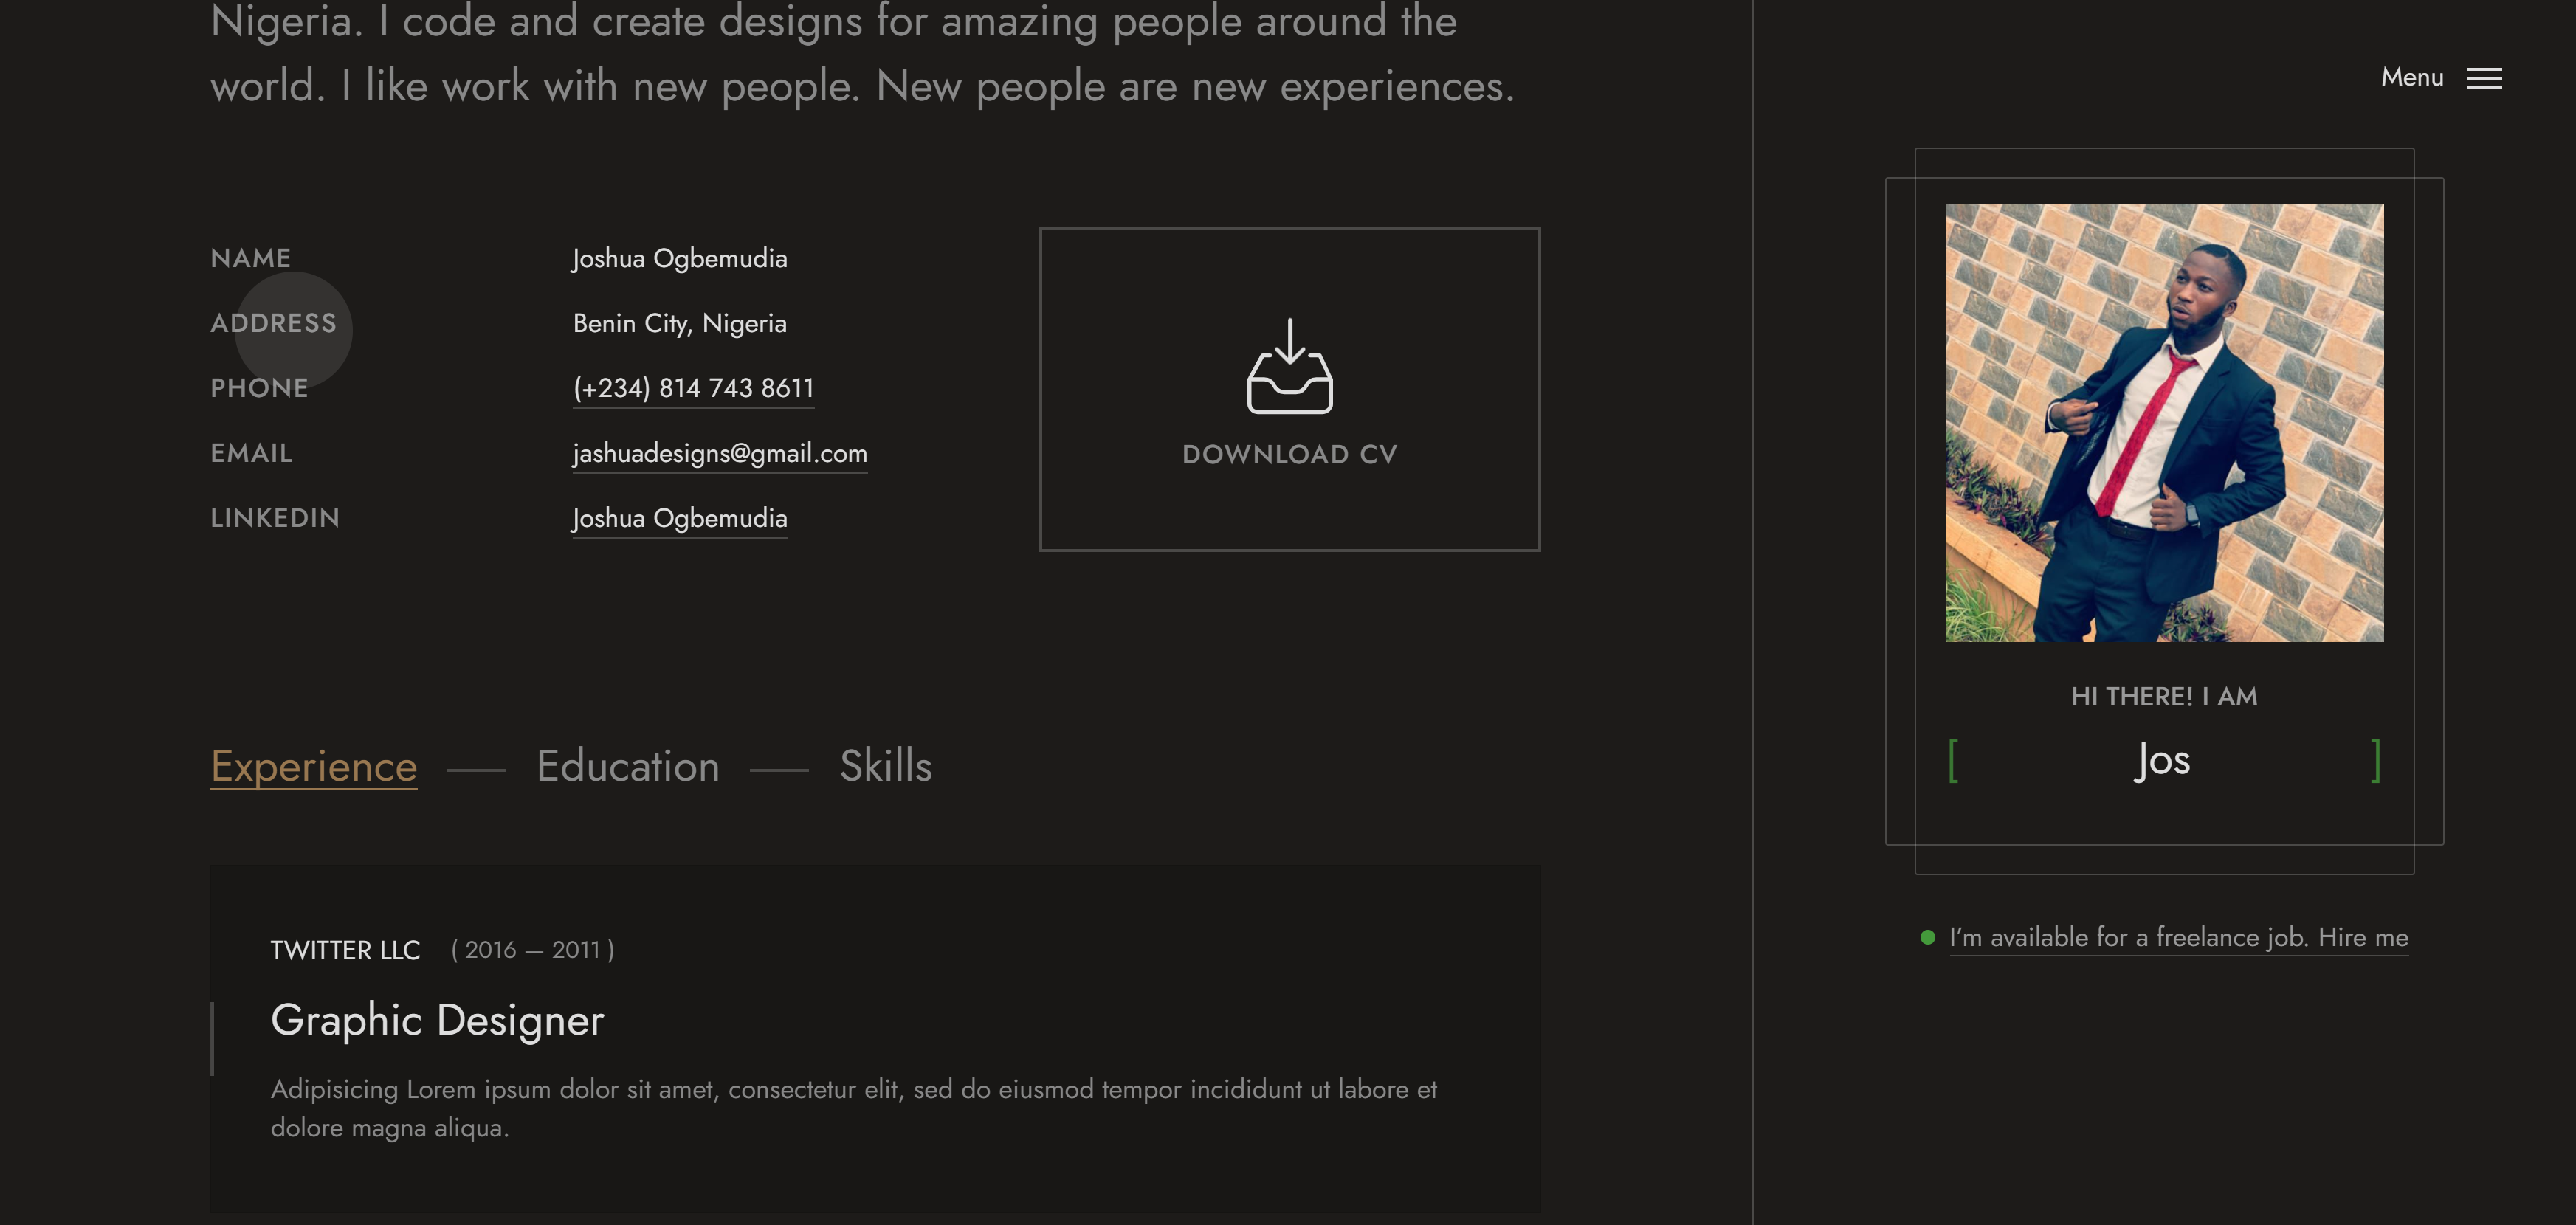 Nigeria. I code and create designs for amazing people around the
world. I like work with new people. New people are new experiences.
Menu
NAME Joshua Ogbemudia
ADDRESS Benin City, Nigeria
PHONE (+234) 814 743 8611
EMAIL jashuadesigns@gmail.com
LINKEDIN Joshua Ogbemudia
DOWNLOAD CV
Experience — Education — Skills
TWITTER LLC ( 2016 — 2011 )
Graphic Designer
Adipisicing Lorem ipsum dolor sit amet, consectetur elit, sed do eiusmod tempor incididunt ut labore et
dolore magna aliqua.
HI THERE! I AM
[ Jos ]
I’m available for a freelance job. Hire me